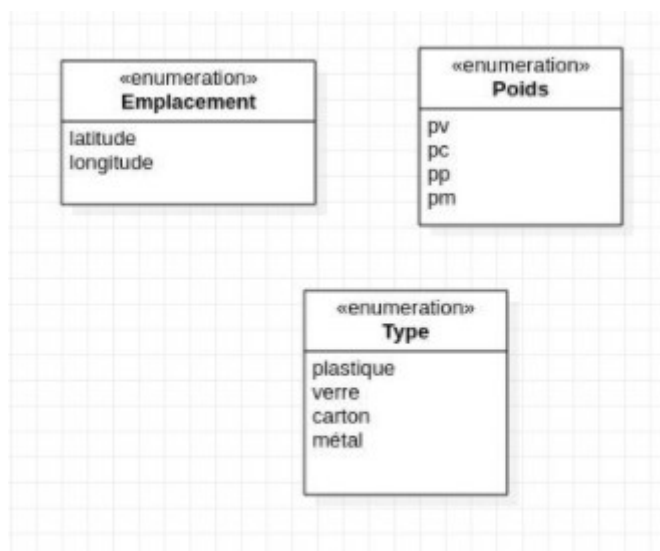 «enumeration»
Emplacement
latitude
longitude
«enumeration»
Poids
pv
pc
pp
pm
«enumeration»
Type
plastique
verre
carton
métal